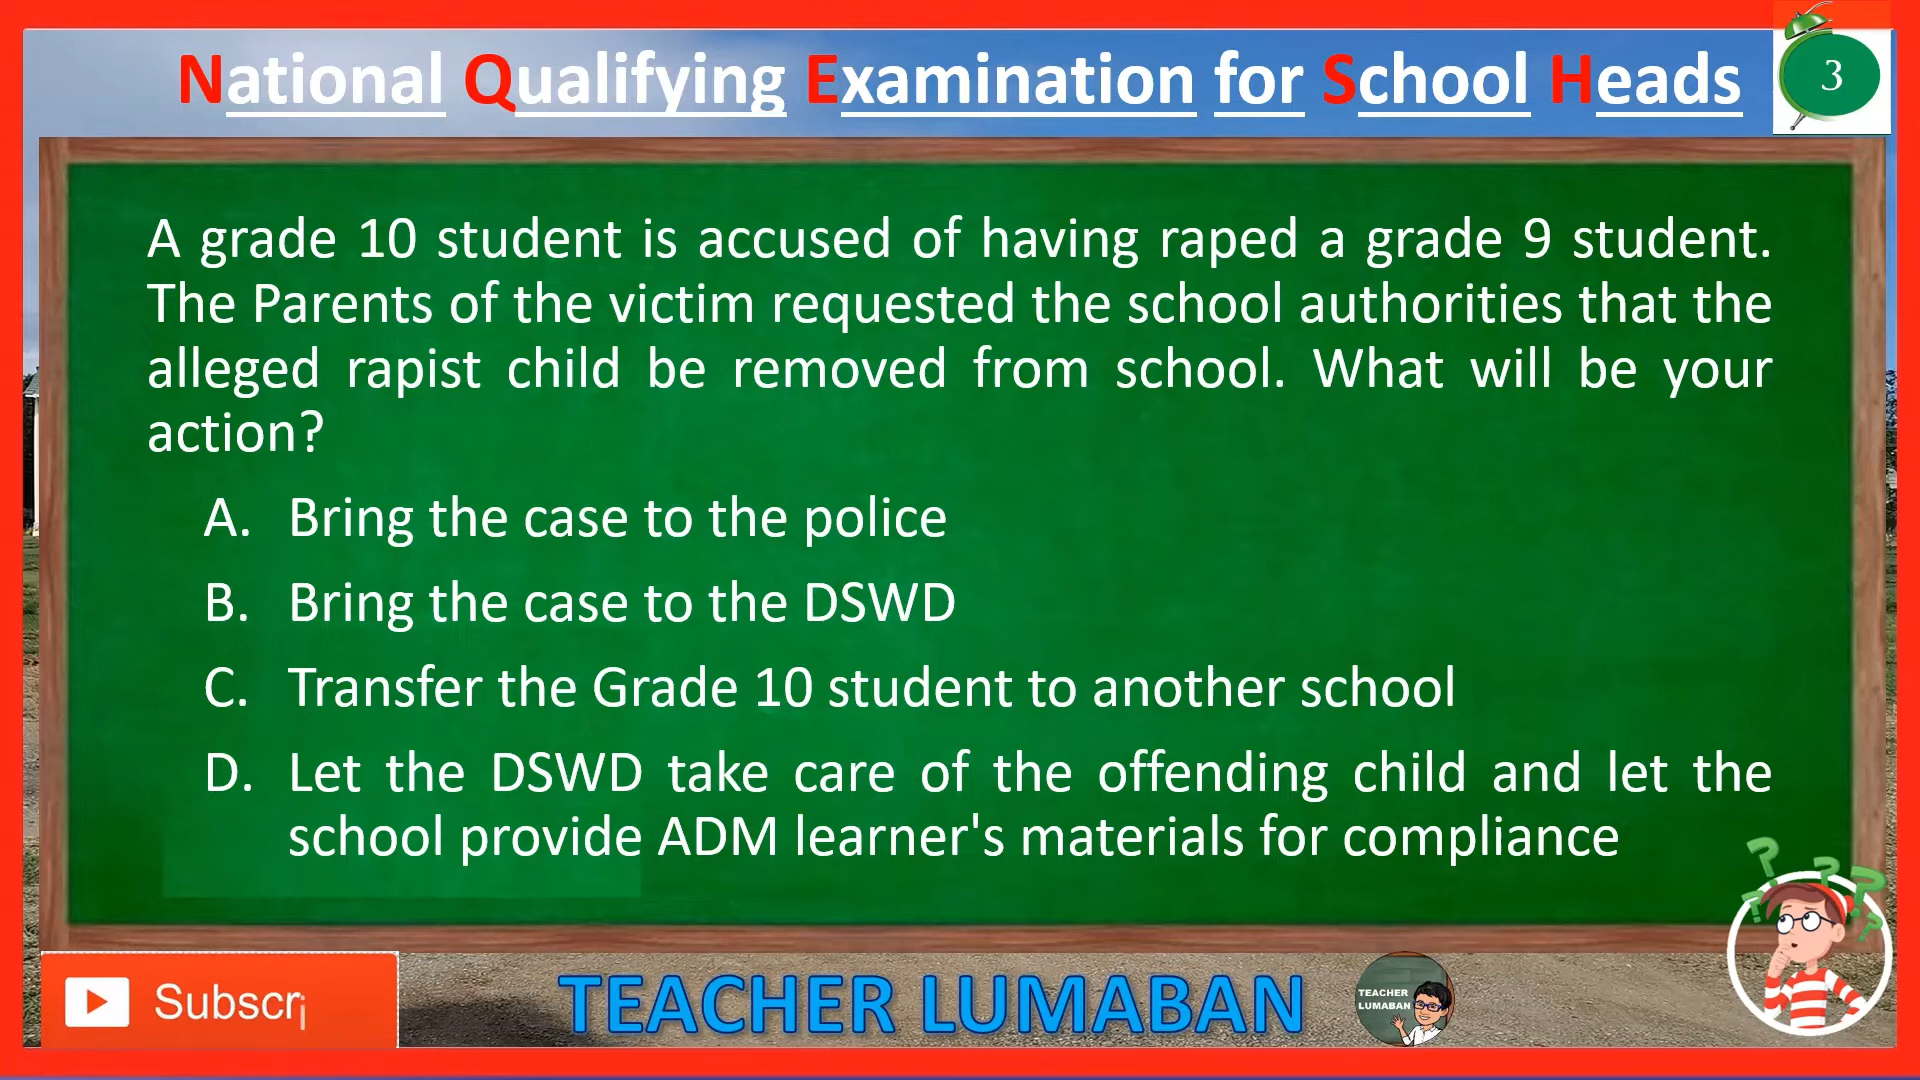 National Qualifying Examination for School Heads
3
A grade 10 student is accused of having raped a grade 9 student.
The Parents of the victim requested the school authorities that the
alleged rapist child be removed from school. What will be your
action?
A. Bring the case to the police
B. Bring the case to the DSWD
C. Transfer the Grade 10 student to another school
D. Let the DSWD take care of the offending child and let the
school provide ADM learner's materials for compliance
Subscri
TEACHER LUMABAN
TEACHER
LUMABAN